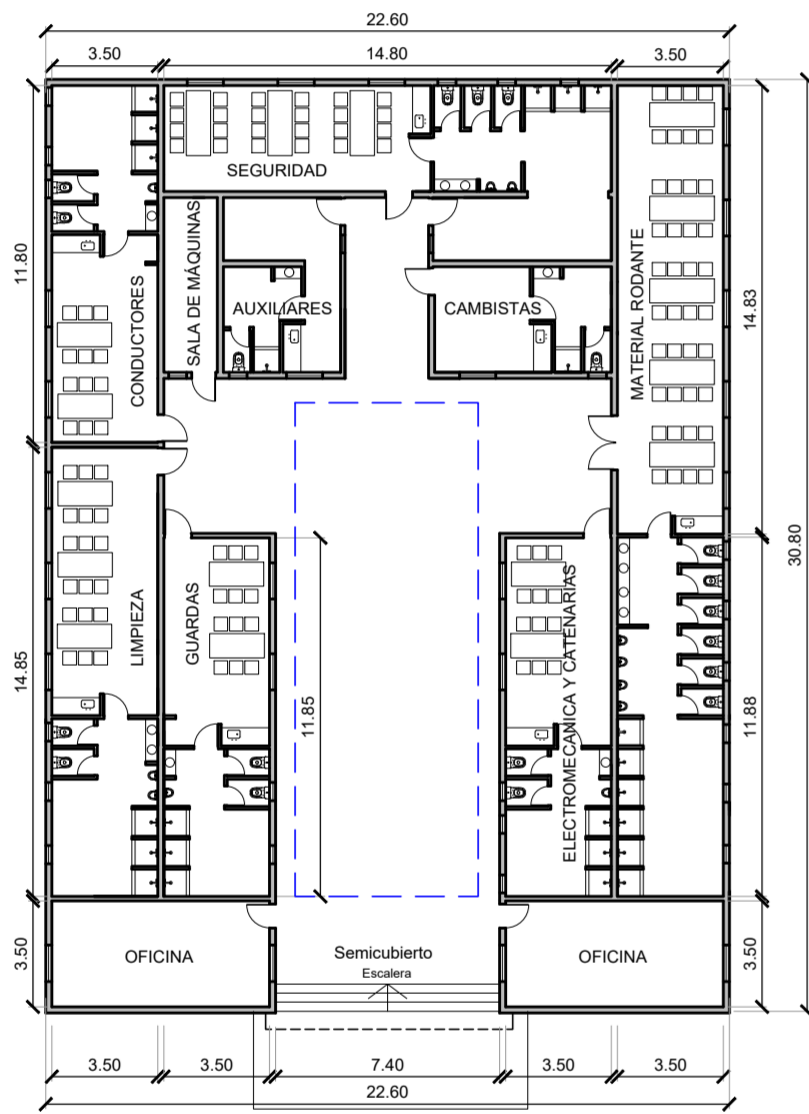 22.60
3.50
14.80
3.50
SEGURIDAD
11.80
SALA DE MÁQUINAS
CONDUCTORES
AUXILIARES
CAMBISTAS
MATERIAL RODANTE
14.83
30.80
14.85
LIMPIEZA
GUARDAS
11.85
ELECTROMECANICA Y CATENARIAS
11.88
3.50
OFICINA
Semicubierto
Escalera
OFICINA
3.50
3.50
3.50
7.40
3.50
3.50
22.60